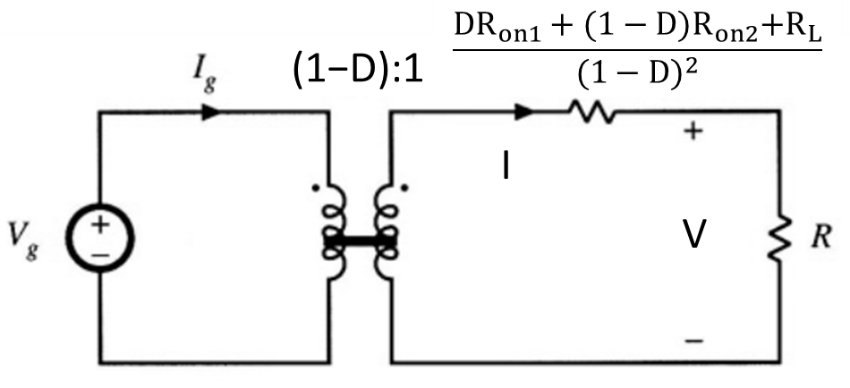 DR_on1 + (1 − D)R_on2+R_L
(1 − D)²
I_g
(1−D):1
+
I
V_g
+
−
V
R
−